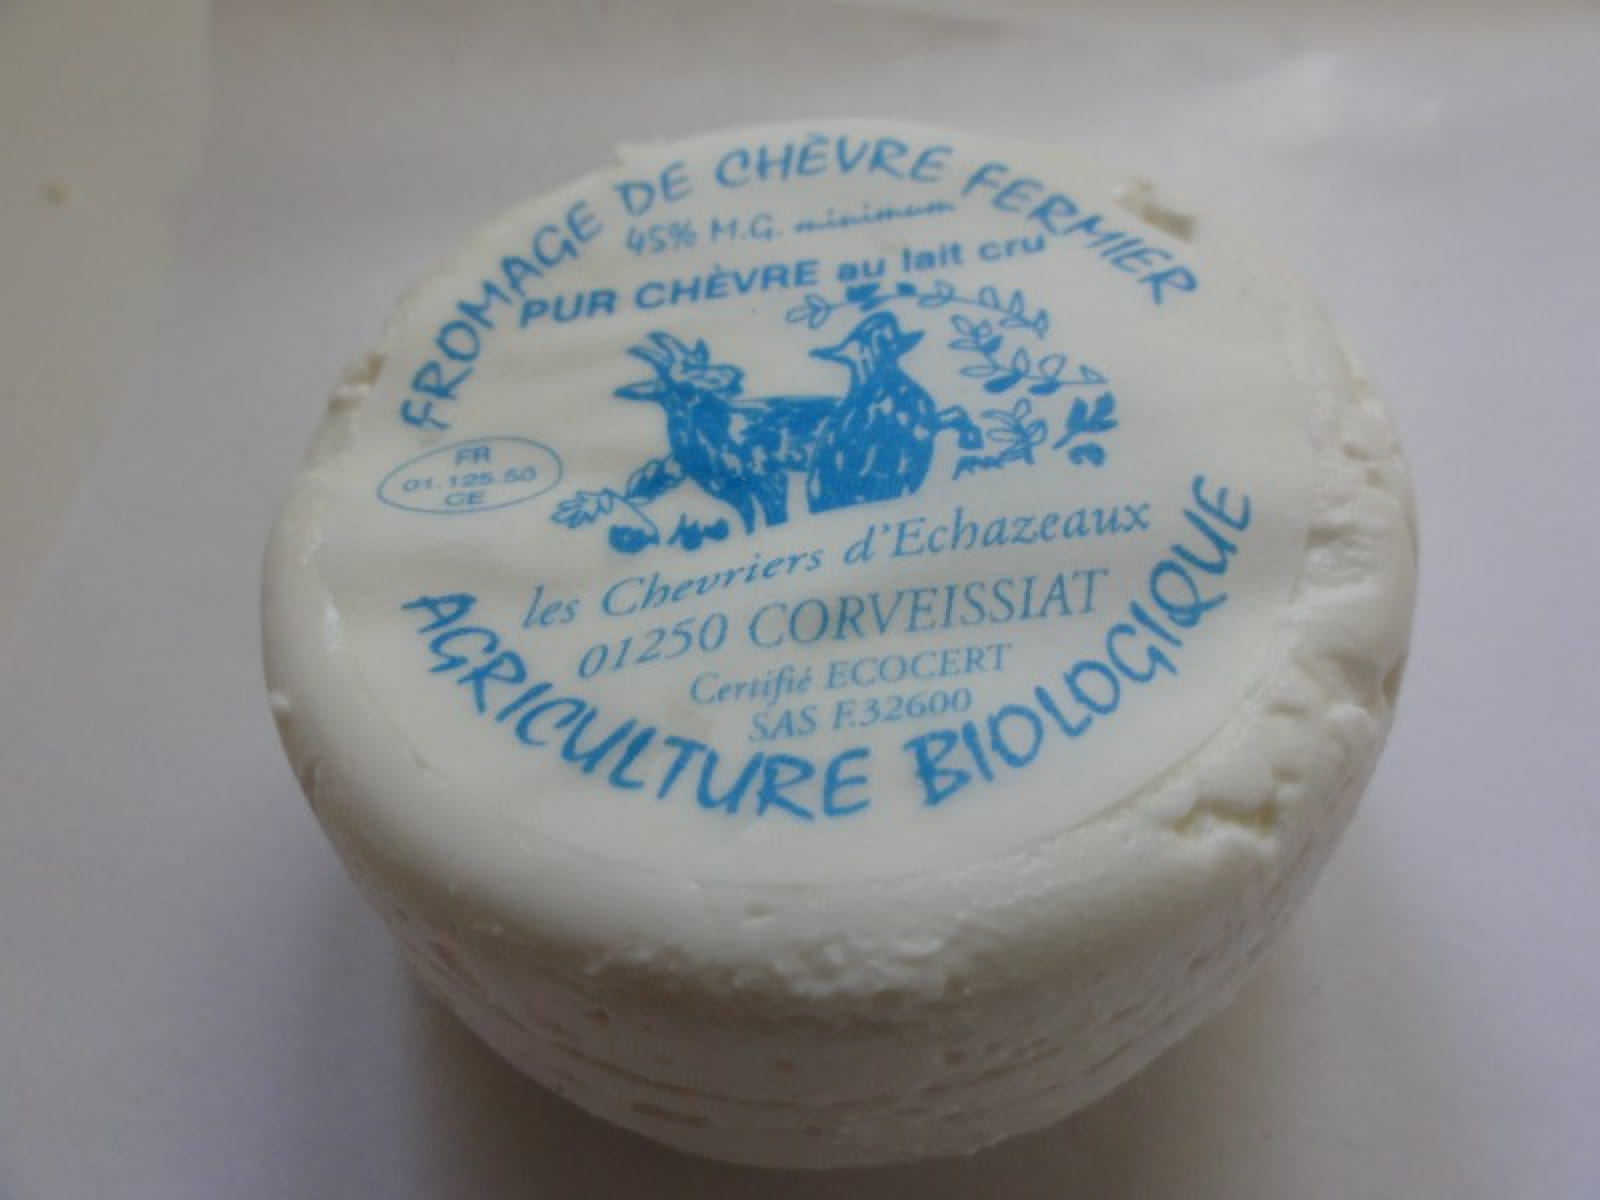 FROMAGE DE CHÈVRE FERMIER
45% M.G. minimum
PUR CHÈVRE au lait cru
FR
01.125.50
CE
les Chevriers d'Echazeaux
01250 CORVEISSIAT
Certifié ECOCERT
SAS F.32600
AGRICULTURE BIOLOGIQUE